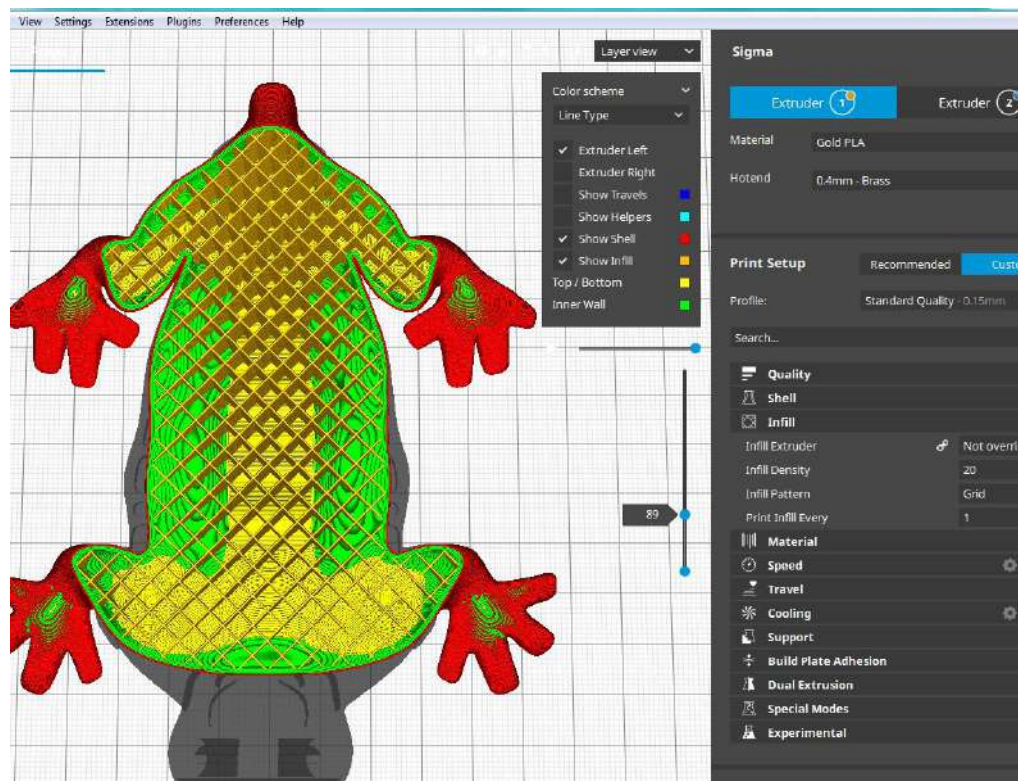 View Settings Extensions Plugins Preferences Help
Layer view
Color scheme
Line Type
Extruder Left
Extruder Right
Show Travels
Show Helpers
Show Shell
Show Infill
Top / Bottom
Inner Wall
89
Sigma
Extruder 1 Extruder 2
Material Gold PLA
Hotend 0.4mm - Brass
Print Setup Recommended
Profile: Standard Quality - 0.15mm
Search...
Quality
Shell
Infill
Infill Extruder Not overri
Infill Density 20
Infill Pattern Grid
Print Infill Every 1
Material
Speed
Travel
Cooling
Support
Build Plate Adhesion
Dual Extrusion
Special Modes
Experimental